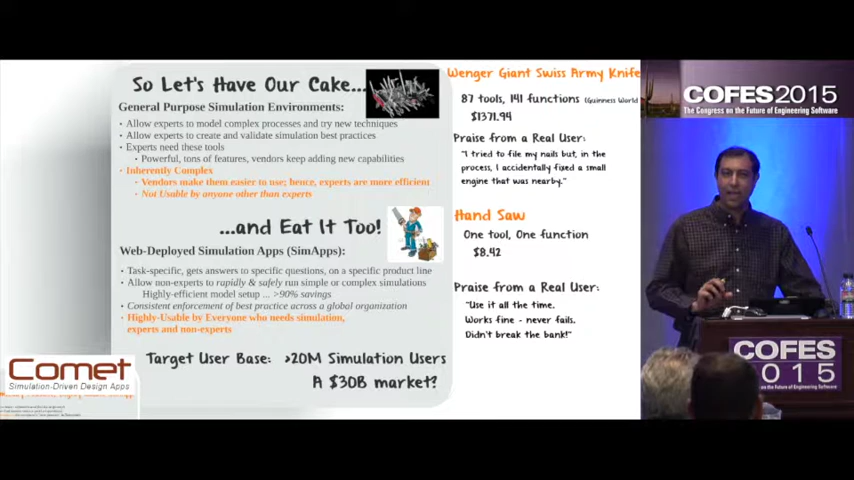 So Let's Have Our Cake...
General Purpose Simulation Environments:
Allow experts to model complex processes and try new techniques
Allow experts to create and validate simulation best practices
Experts need these tools
Powerful, tons of features, vendors keep adding new capabilities
Inherently Complex
Vendors make them easier to use; hence, experts are more efficient
Not Usable by anyone other than experts
...and Eat It Too!
Web-Deployed Simulation Apps (SimApps):
Task-specific, gets answers to specific questions, on a specific product line
Allow non-experts to rapidly & safely run simple or complex simulations
Highly-efficient model setup ... >90% savings
Consistent enforcement of best practice across a global organization
Highly-Usable by Everyone who needs simulation,
experts and non-experts
Target User Base: >20M Simulation Users
A $30B market?
Comet
Simulation-Driven Design Apps
Wenger Giant Swiss Army Knife
87 tools, 141 functions (Guinness World
$1371.94
Praise from a Real User:
"I tried to file my nails but, in the
process, I accidentally fixed a small
engine that was nearby."
Hand Saw
One tool, One function
$8.42
Praise from a Real User:
"Use it all the time.
Works fine - never fails.
Didn't break the bank!"
COFES2015
The Congress on the Future of Engineering Software
COFES
2015
on the Future of Engineering Software